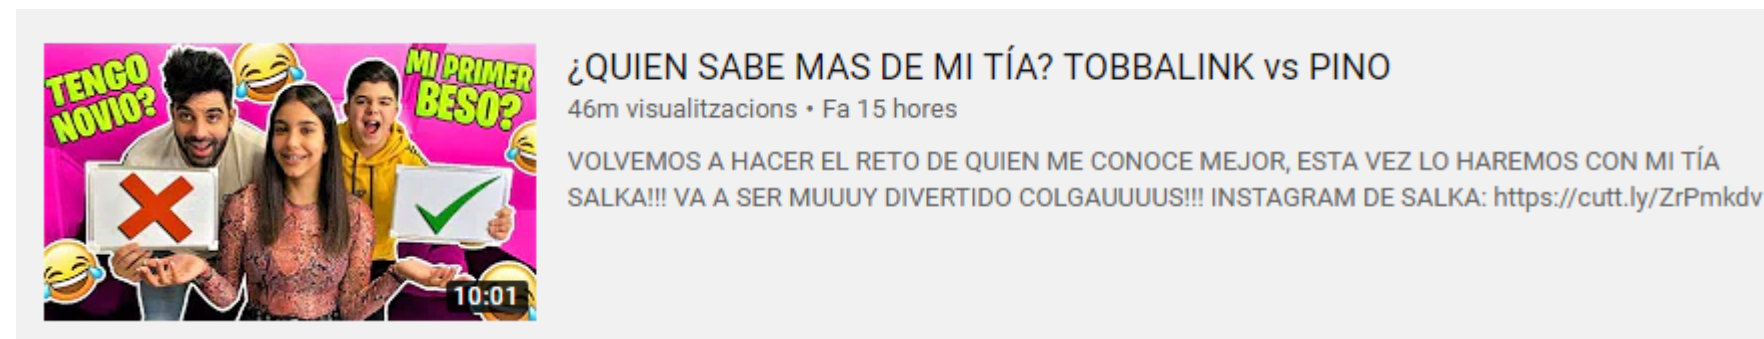 TENGO
NOVIO?
MI PRIMER
BESO?
10:01
¿QUIEN SABE MAS DE MI TÍA? TOBBALINK vs PINO
46m visualitzacions • Fa 15 hores
VOLVEMOS A HACER EL RETO DE QUIEN ME CONOCE MEJOR, ESTA VEZ LO HAREMOS CON MI TÍA
SALKA!!! VA A SER MUUUY DIVERTIDO COLGAUUUUS!!! INSTAGRAM DE SALKA: https://cutt.ly/ZrPmkdv